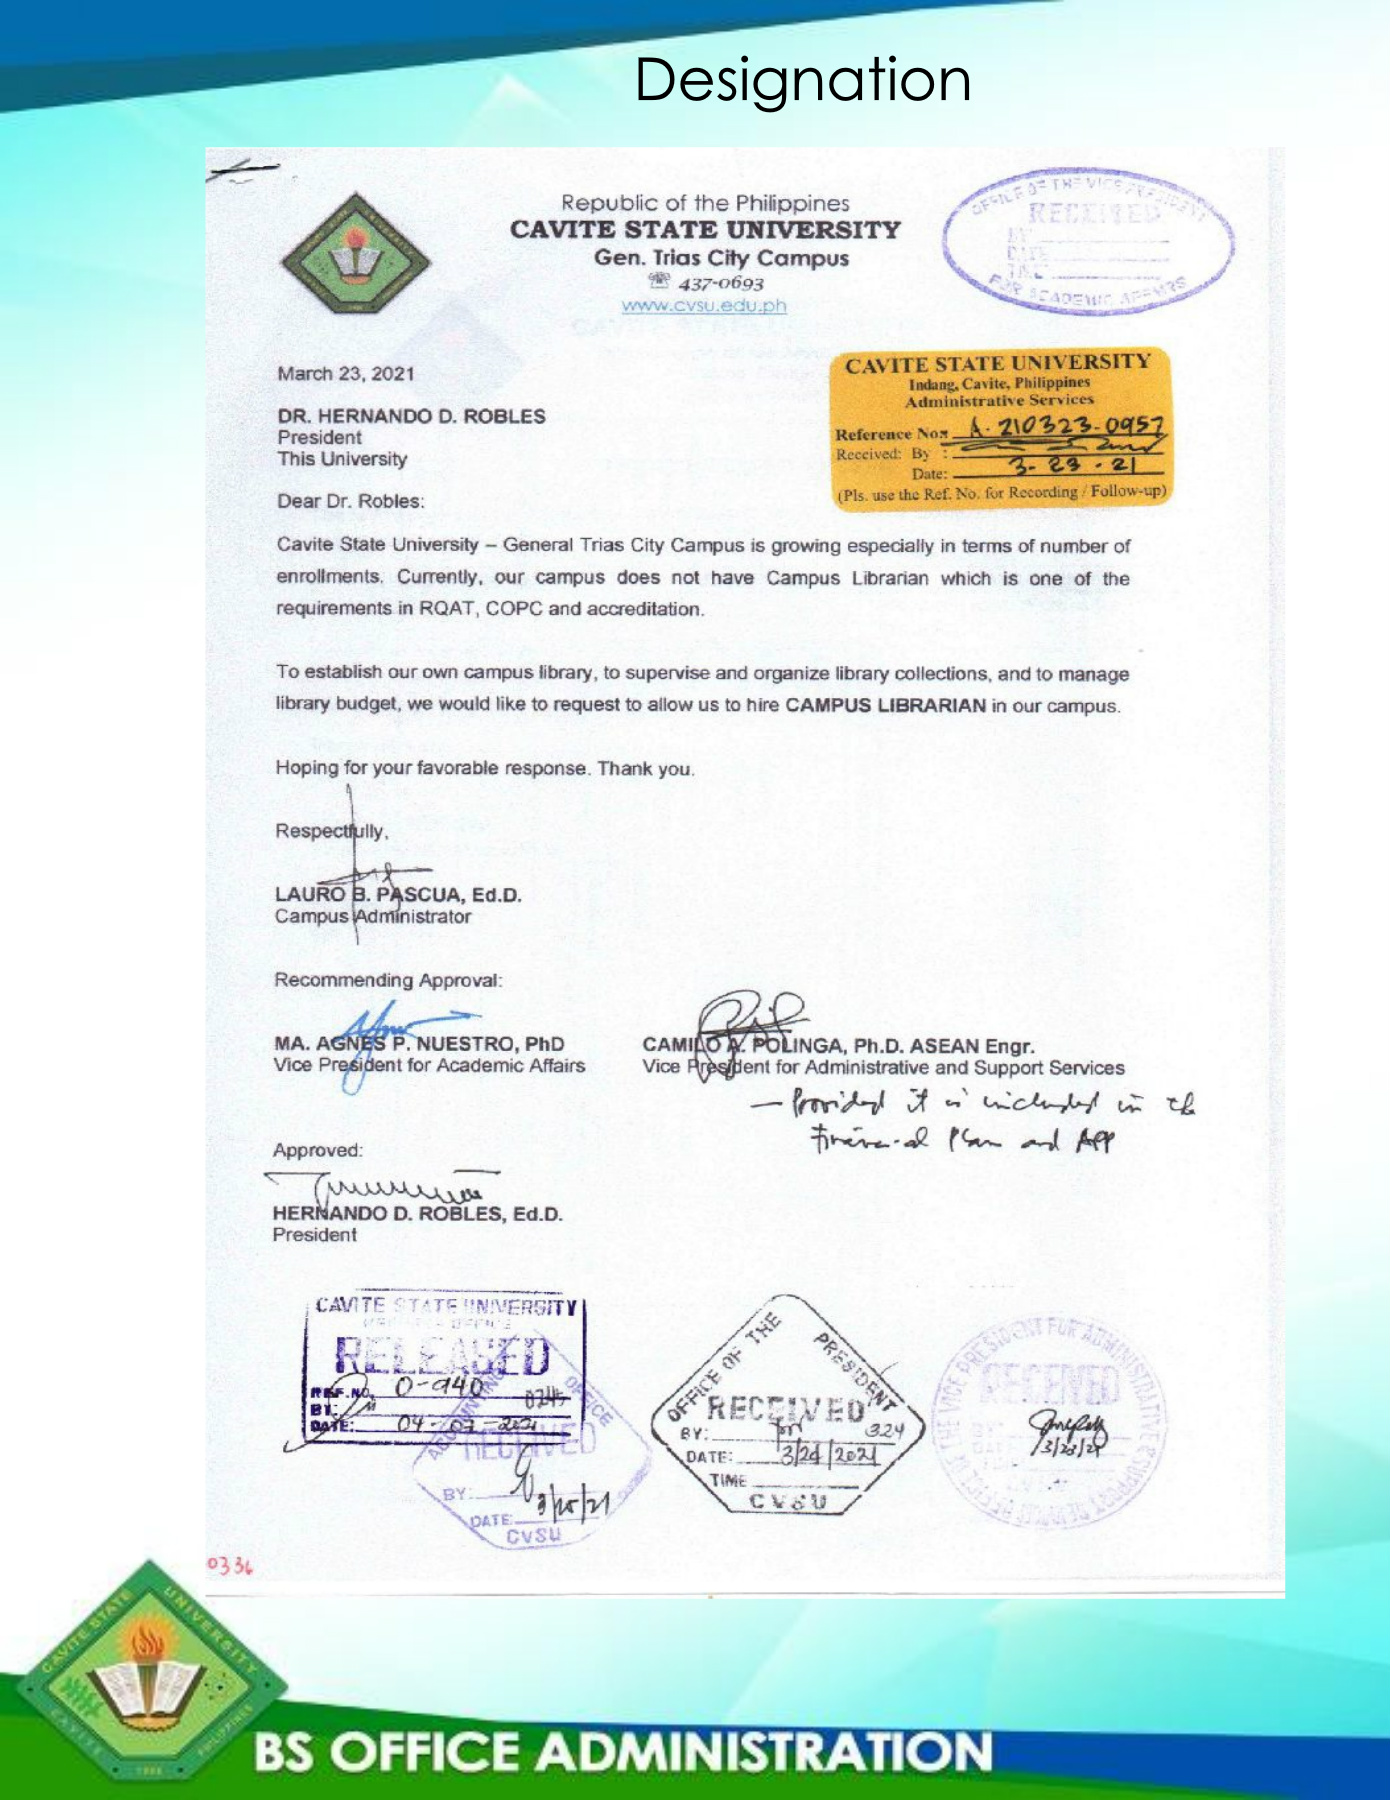 Designation
Republic of the Philippines
CAVITE STATE UNIVERSITY
Gen. Trias City Campus
☏ 437-0693
www.cvsu.edu.ph
OFFICE OF THE VICE PRESIDENT
RECEIVED
BY
DATE
TIME
FOR ACADEMIC AFFAIRS
March 23, 2021
CAVITE STATE UNIVERSITY
Indang, Cavite, Philippines
Administrative Services
Reference No.: A-210323-0957
Received: By :
Date: 3-23-21
(Pls. use the Ref. No. for Recording / Follow-up)
DR. HERNANDO D. ROBLES
President
This University
Dear Dr. Robles:
Cavite State University – General Trias City Campus is growing especially in terms of number of
enrollments. Currently, our campus does not have Campus Librarian which is one of the
requirements in RQAT, COPC and accreditation.
To establish our own campus library, to supervise and organize library collections, and to manage
library budget, we would like to request to allow us to hire CAMPUS LIBRARIAN in our campus.
Hoping for your favorable response. Thank you.
Respectfully,
LAURO B. PASCUA, Ed.D.
Campus Administrator
Recommending Approval:
MA. AGNES P. NUESTRO, PhD
Vice President for Academic Affairs
CAMILO A. POLINGA, Ph.D. ASEAN Engr.
Vice President for Administrative and Support Services
— Provided it is included in the
Financial Plan and APP
Approved:
HERNANDO D. ROBLES, Ed.D.
President
CAVITE STATE UNIVERSITY
RELEASED
REF. NO. 0-940
BY:
DATE: 04-07-2021
ACCOUNTING OFFICE
RECEIVED
BY:
DATE:
CVSU
OFFICE OF THE PRESIDENT
RECEIVED
BY: 324
DATE: 3/24/2021
TIME
CVSU
VICE PRESIDENT FOR ADMINISTRATIVE & SUPPORT SERVICES
RECEIVED
3/23/21
0336
CAVITE STATE UNIVERSITY
CAVITE PHILIPPINES
1906
BS OFFICE ADMINISTRATION